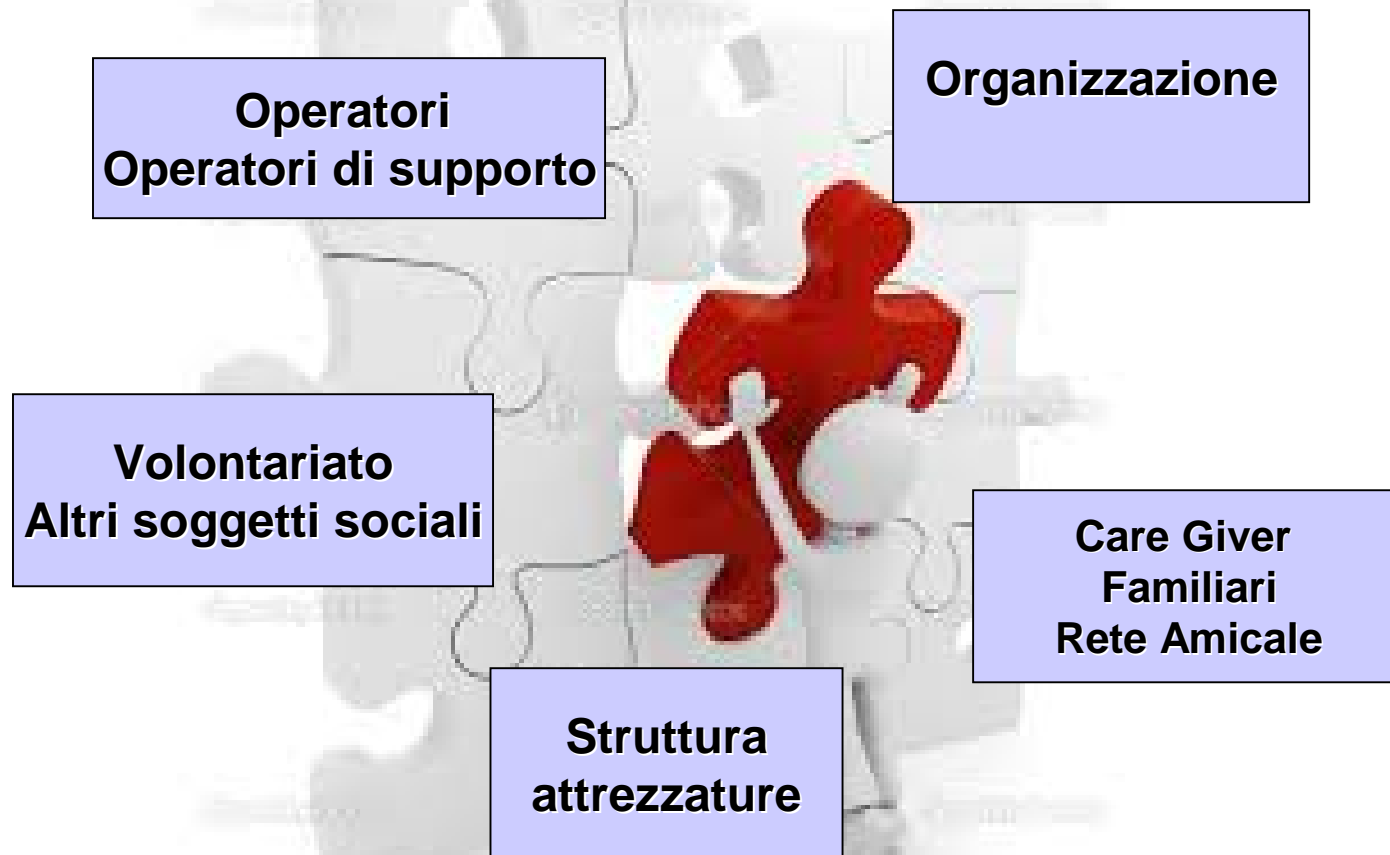 Operatori
Operatori di supporto
Organizzazione
Volontariato
Altri soggetti sociali
Care Giver
Familiari
Rete Amicale
Struttura
attrezzature